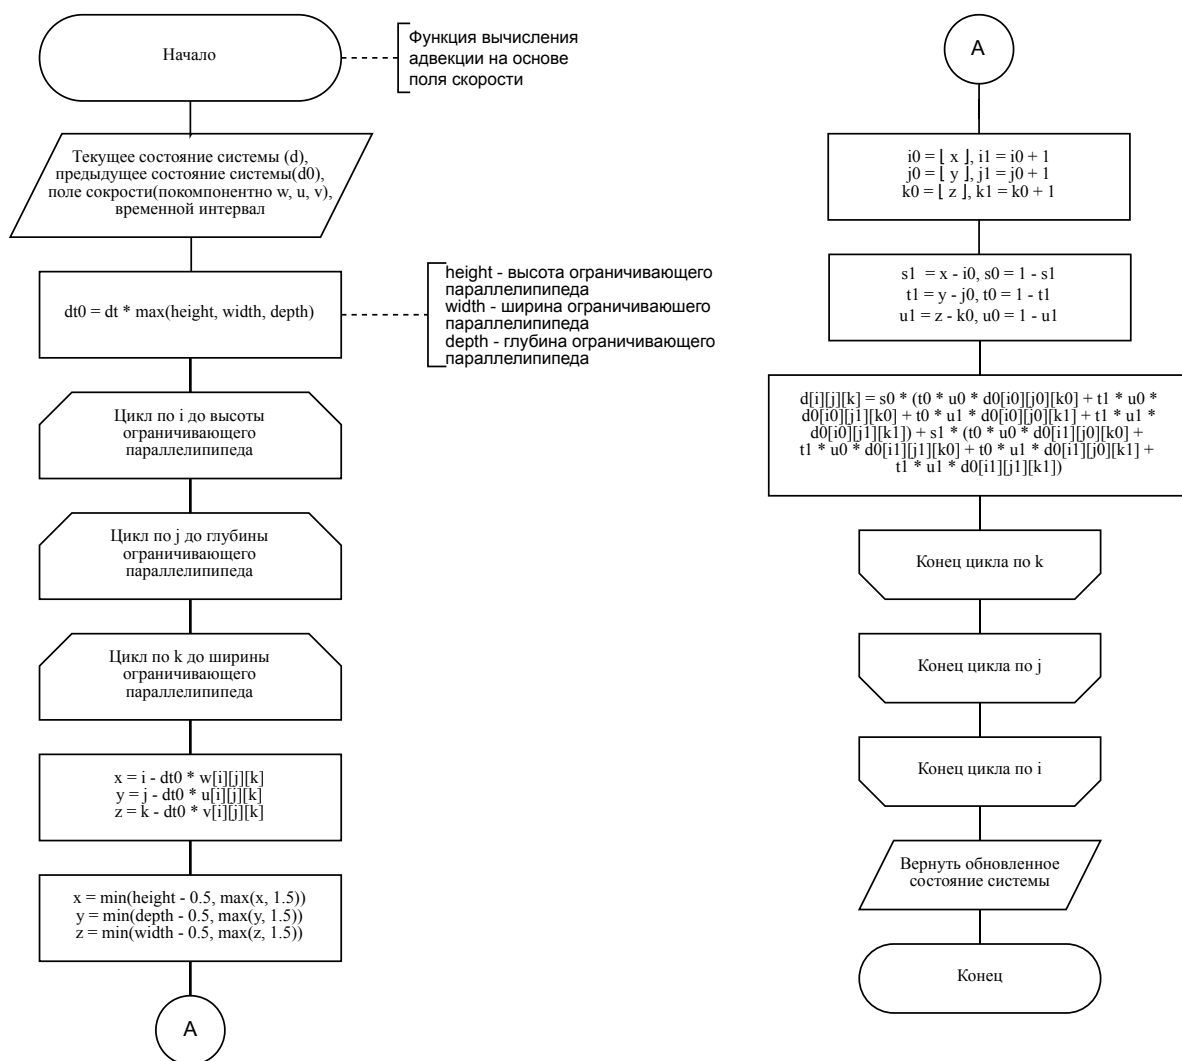 Начало
Функция вычисления
адвекции на основе
поля скорости
Текущее состояние системы (d),
предыдущее состояние системы(d0),
поле сокрости(покомпонентно w, u, v),
временной интервал
dt0 = dt * max(height, width, depth)
height - высота ограничивающего
параллелипипеда
width - ширина ограничиваюшего
параллелипипеда
depth - глубина ограничивающего
параллелипипеда
Цикл по i до высоты
ограничивающего
параллелипипеда
Цикл по j до глубины
ограничивающего
параллелипипеда
Цикл по k до ширины
ограничивающего
параллелипипеда
x = i - dt0 * w[i][j][k]
y = j - dt0 * u[i][j][k]
z = k - dt0 * v[i][j][k]
x = min(height - 0.5, max(x, 1.5))
y = min(depth - 0.5, max(y, 1.5))
z = min(width - 0.5, max(z, 1.5))
A
A
i0 = ⌊ x ⌋, i1 = i0 + 1
j0 = ⌊ y ⌋, j1 = j0 + 1
k0 = ⌊ z ⌋, k1 = k0 + 1
s1 = x - i0, s0 = 1 - s1
t1 = y - j0, t0 = 1 - t1
u1 = z - k0, u0 = 1 - u1
d[i][j][k] = s0 * (t0 * u0 * d0[i0][j0][k0] + t1 * u0 *
d0[i0][j1][k0] + t0 * u1 * d0[i0][j0][k1] + t1 * u1 *
d0[i0][j1][k1]) + s1 * (t0 * u0 * d0[i1][j0][k0] +
t1 * u0 * d0[i1][j1][k0] + t0 * u1 * d0[i1][j0][k1] +
t1 * u1 * d0[i1][j1][k1])
Конец цикла по k
Конец цикла по j
Конец цикла по i
Вернуть обновленное
состояние системы
Конец